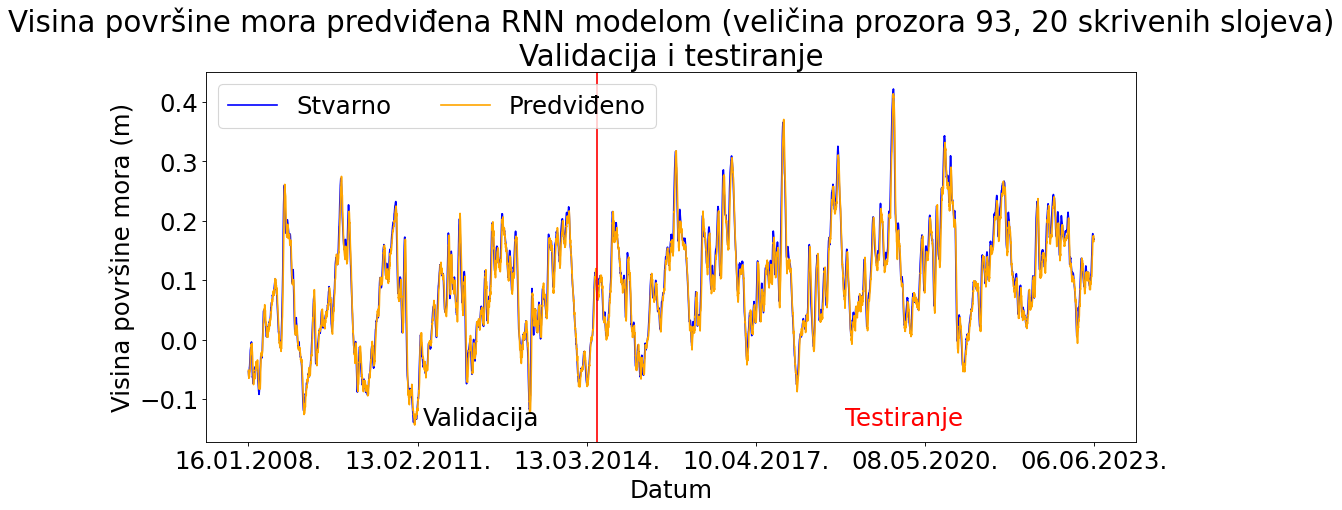 Visina površine mora predviđena RNN modelom (veličina prozora 93, 20 skrivenih slojeva)
Validacija i testiranje
Stvarno
Predviđeno
Visina površine mora (m)
0.4
0.3
0.2
0.1
0.0
−0.1
Validacija
Testiranje
16.01.2008.
13.02.2011.
13.03.2014.
10.04.2017.
08.05.2020.
06.06.2023.
Datum